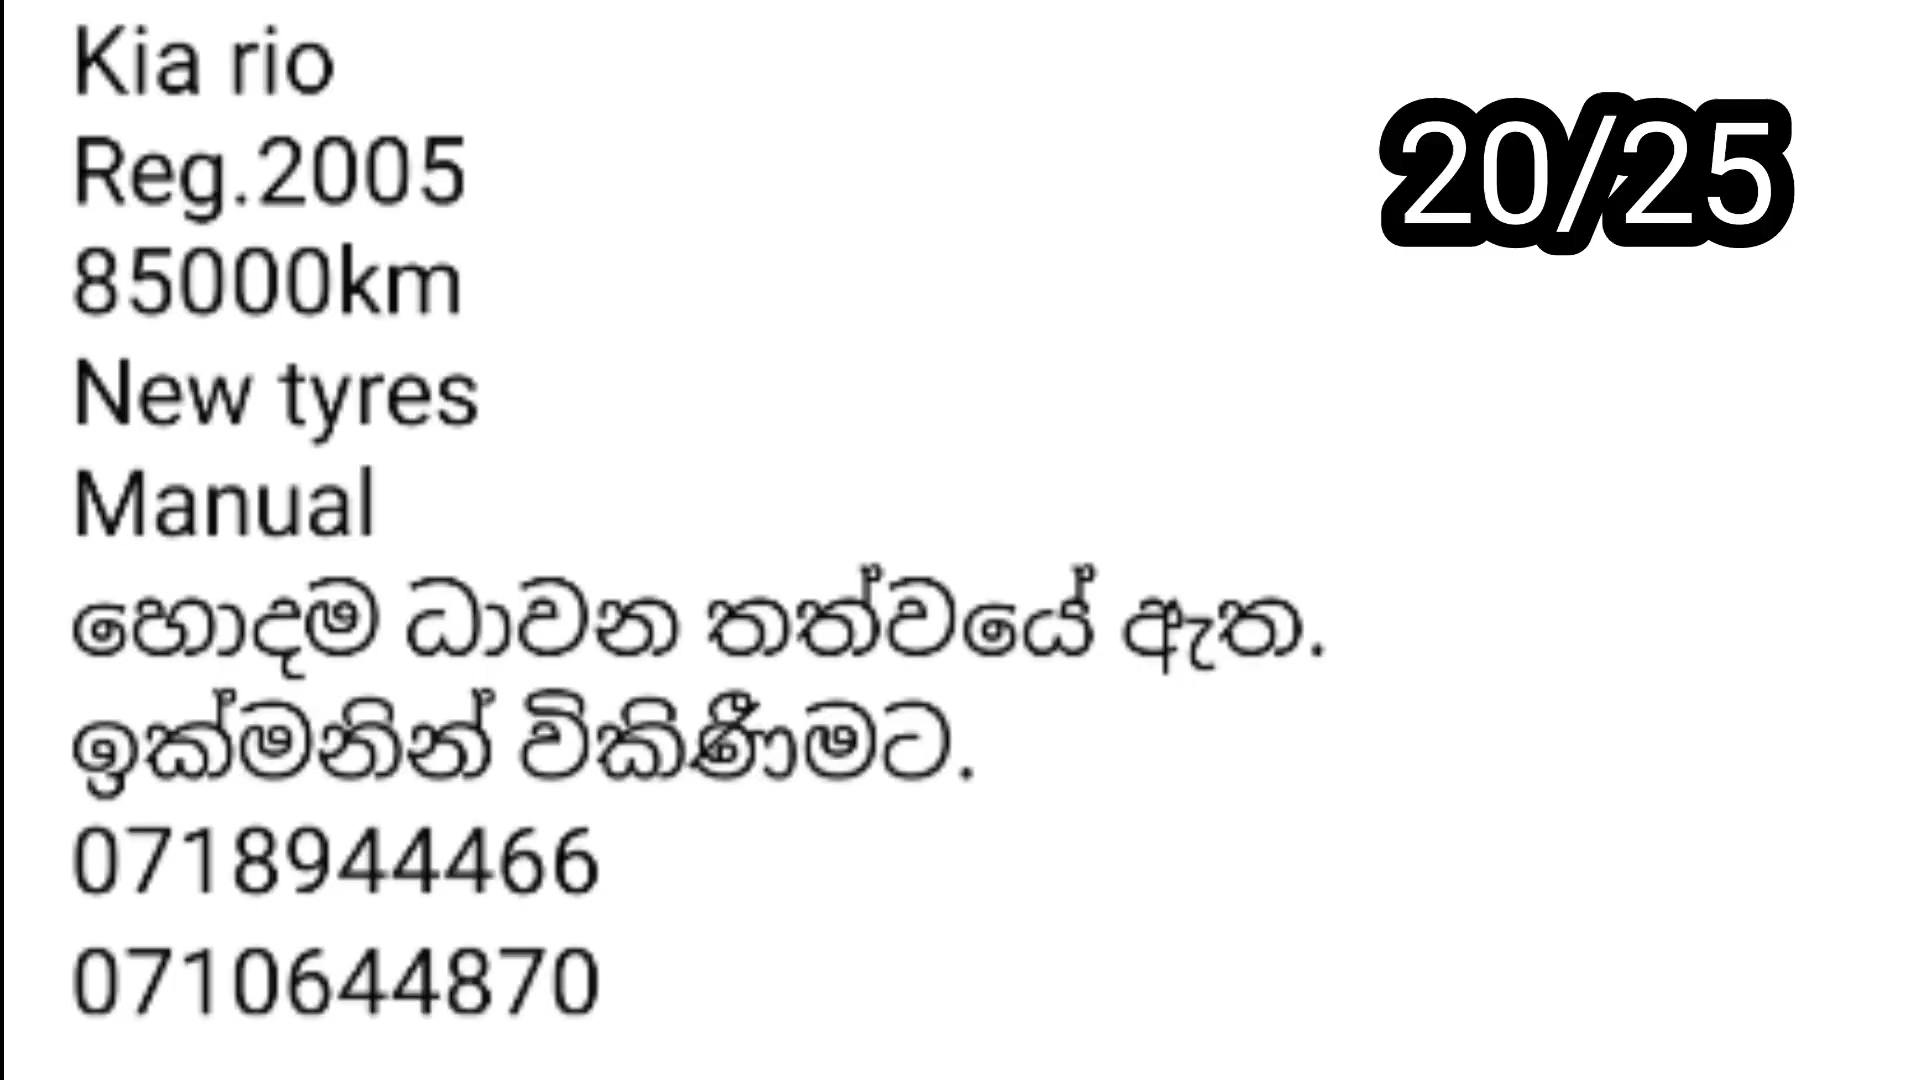 Kia rio
20/25
Reg.2005
85000km
New tyres
Manual
හොදම ධාවන තත්වයේ ඇත.
ඉක්මනින් විකිණීමට.
0718944466
0710644870